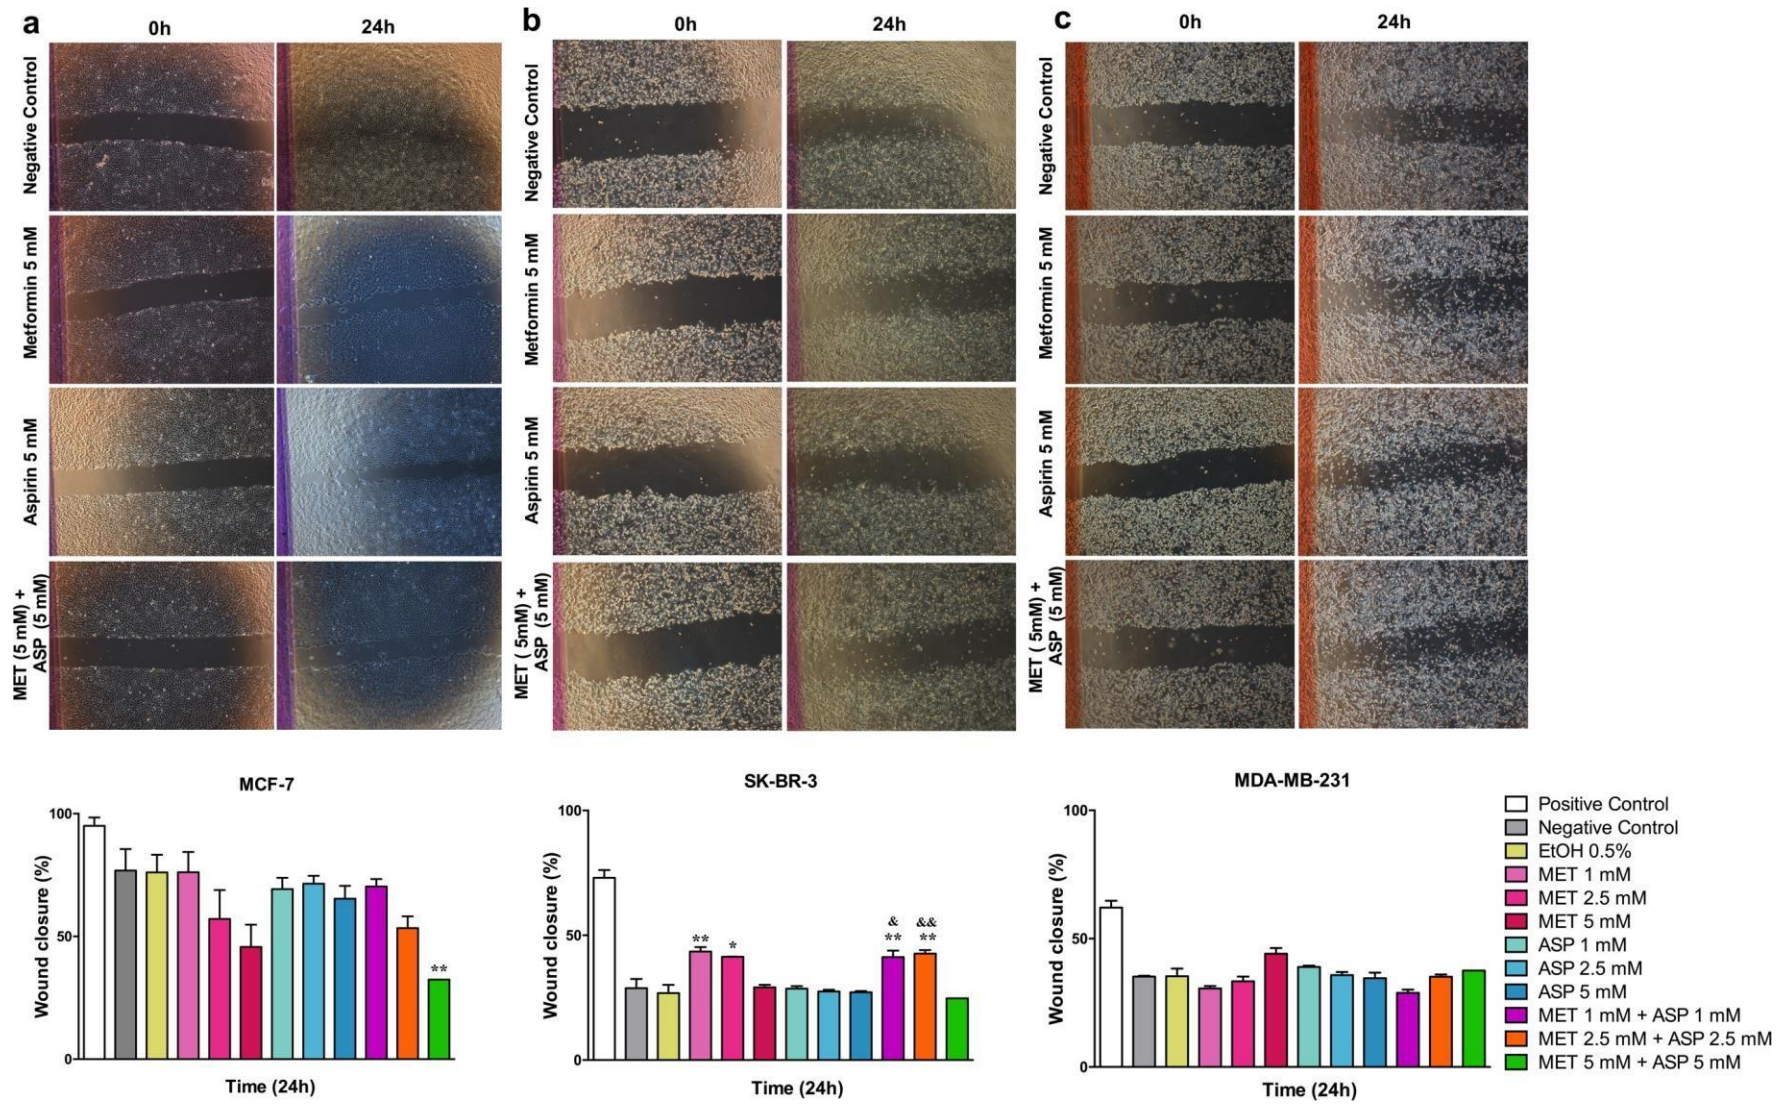 a
0h
24h
Negative Control
Metformin 5 mM
Aspirin 5 mM
MET (5 mM) +
ASP (5 mM)
b
0h
24h
Negative Control
Metformin 5 mM
Aspirin 5 mM
MET ( 5mM) +
ASP (5 mM)
c
0h
24h
Negative Control
Metformin 5 mM
Aspirin 5 mM
MET ( 5mM) +
ASP (5 mM)
MCF-7
Wound closure (%)
100
50
0
**
Time (24h)
SK-BR-3
Wound closure (%)
100
50
0
**
*
&
**
&&
**
Time (24h)
MDA-MB-231
Wound closure (%)
100
50
0
Time (24h)
Positive Control
Negative Control
EtOH 0.5%
MET 1 mM
MET 2.5 mM
MET 5 mM
ASP 1 mM
ASP 2.5 mM
ASP 5 mM
MET 1 mM + ASP 1 mM
MET 2.5 mM + ASP 2.5 mM
MET 5 mM + ASP 5 mM